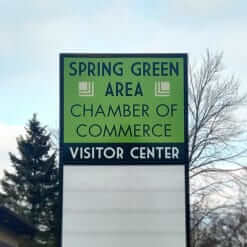 SPRING GREEN
AREA
CHAMBER OF
COMMERCE
VISITOR CENTER